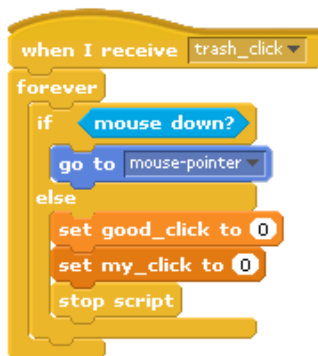 when I receive trash_click
forever
if mouse down?
go to mouse-pointer
else
set good_click to 0
set my_click to 0
stop script